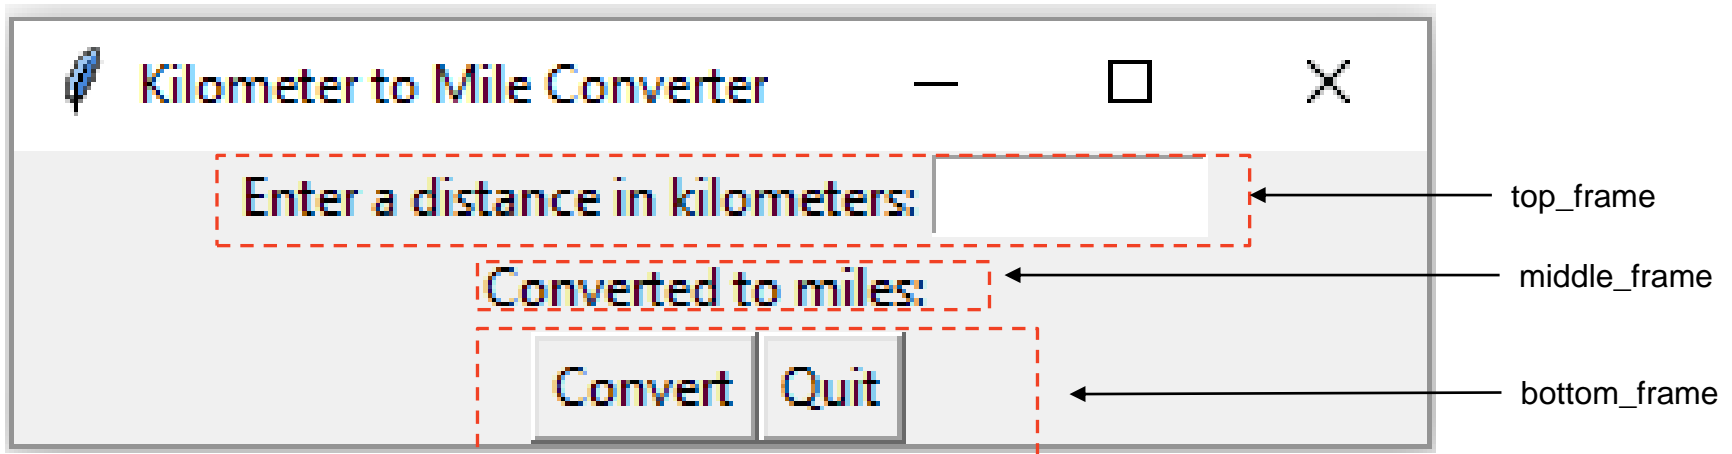 Kilometer to Mile Converter
Enter a distance in kilometers:
top_frame
Converted to miles:
middle_frame
Convert Quit
bottom_frame